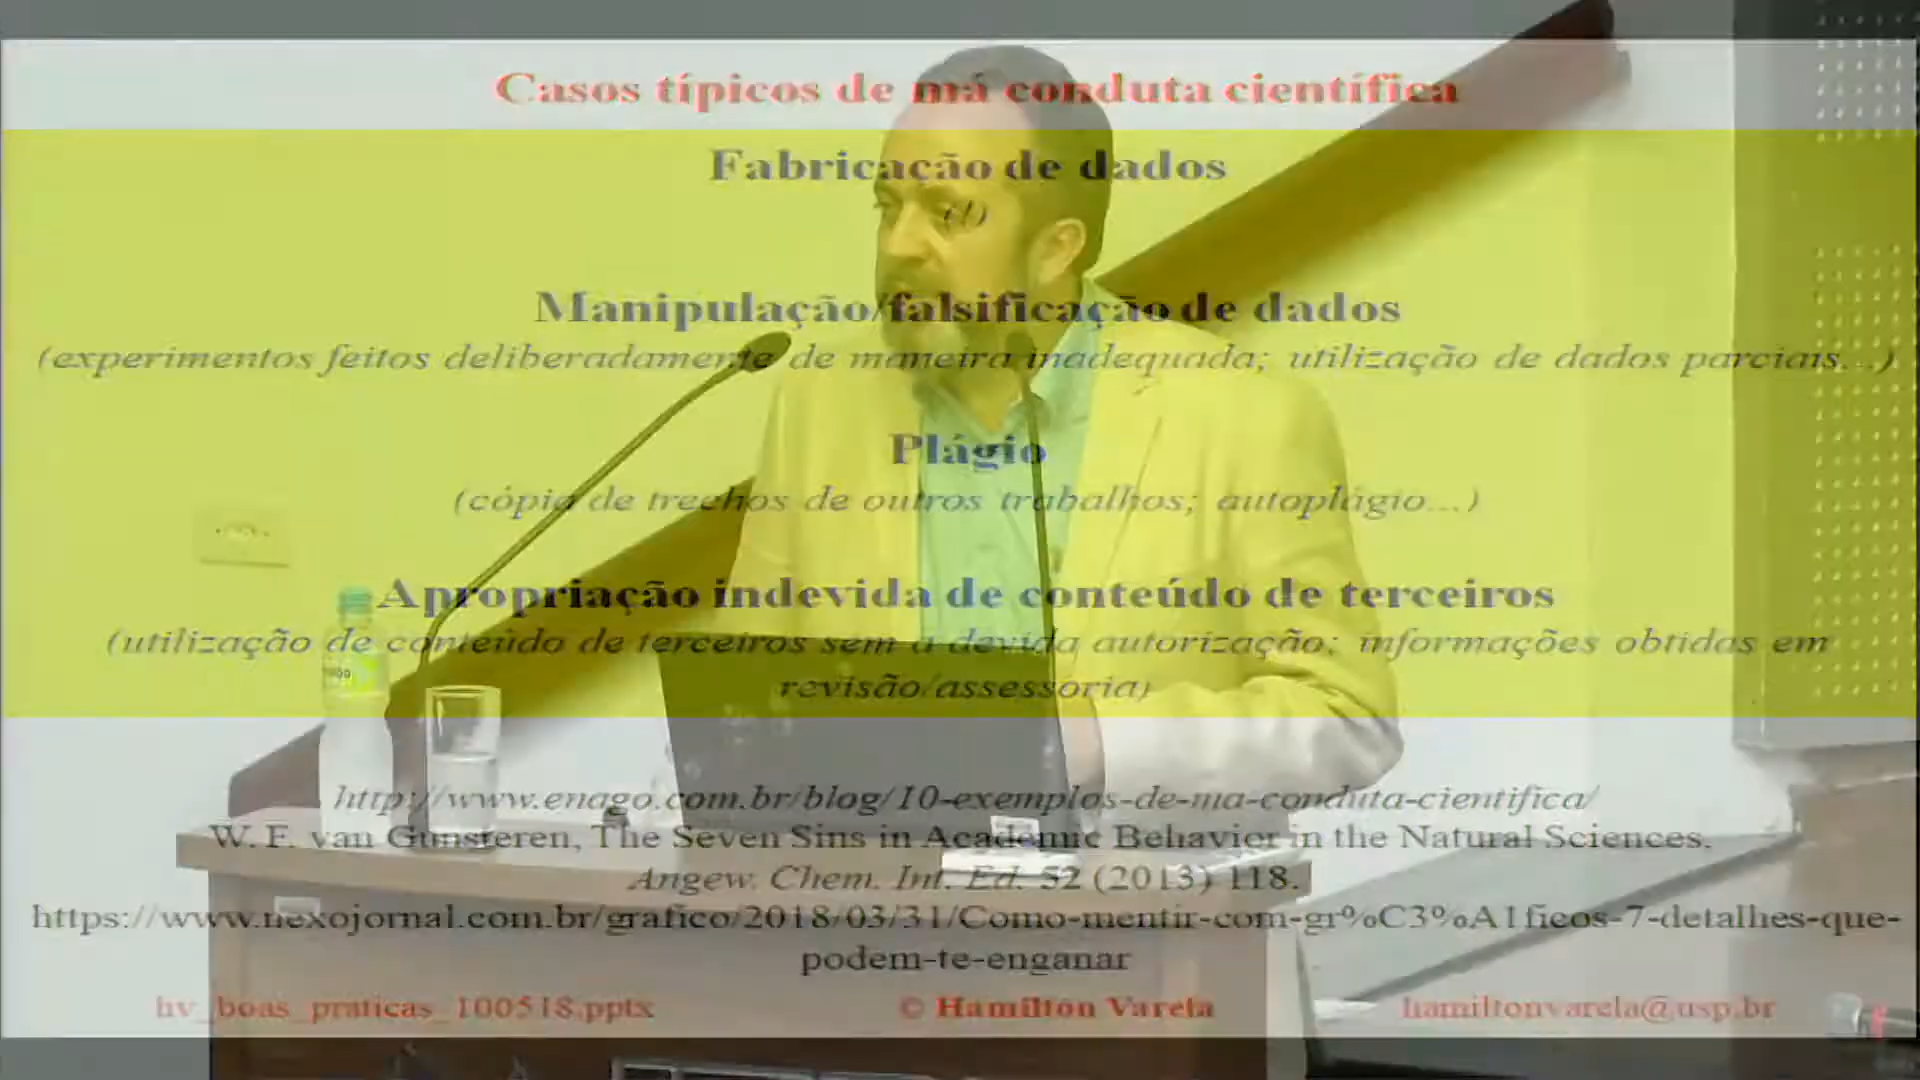 Casos típicos de má conduta científica
Fabricação de dados
Manipulação/falsificação de dados
(experimentos feitos deliberadamente de maneira inadequada; utilização de dados parciais...)
Plágio
(cópia de trechos de outros trabalhos; autoplágio...)
Apropriação indevida de conteúdo de terceiros
(utilização de conteúdo de terceiros sem a devida autorização; informações obtidas em
revisão/assessoria)
http://www.enago.com.br/blog/10-exemplos-de-ma-conduta-cientifica/
W. F. van Gunsteren, The Seven Sins in Academic Behavior in the Natural Sciences.
Angew. Chem. Int. Ed. 52 (2013) 118.
https://www.nexojornal.com.br/grafico/2018/03/31/Como-mentir-com-gr%C3%A1ficos-7-detalhes-que-
podem-te-enganar
hv_boas_praticas_100518.pptx
© Hamilton Varela
hamiltonvarela@usp.br